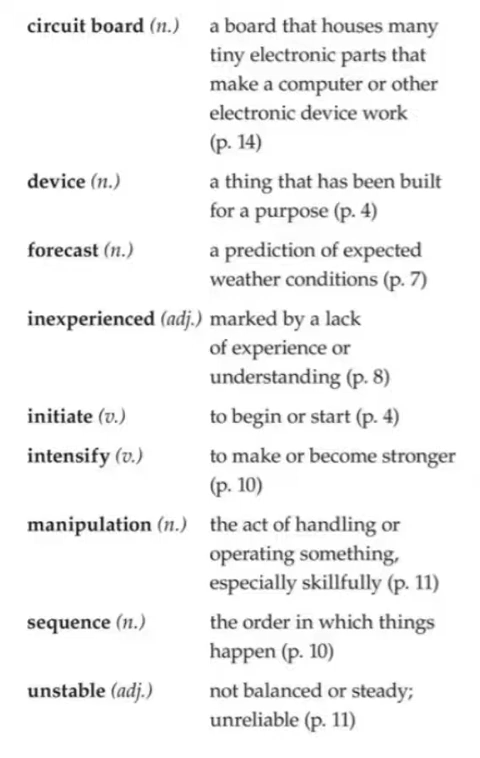 circuit board (n.) a board that houses many
tiny electronic parts that
make a computer or other
electronic device work
(p. 14)
device (n.) a thing that has been built
for a purpose (p. 4)
forecast (n.) a prediction of expected
weather conditions (p. 7)
inexperienced (adj.) marked by a lack
of experience or
understanding (p. 8)
initiate (v.) to begin or start (p. 4)
intensify (v.) to make or become stronger
(p. 10)
manipulation (n.) the act of handling or
operating something,
especially skillfully (p. 11)
sequence (n.) the order in which things
happen (p. 10)
unstable (adj.) not balanced or steady;
unreliable (p. 11)